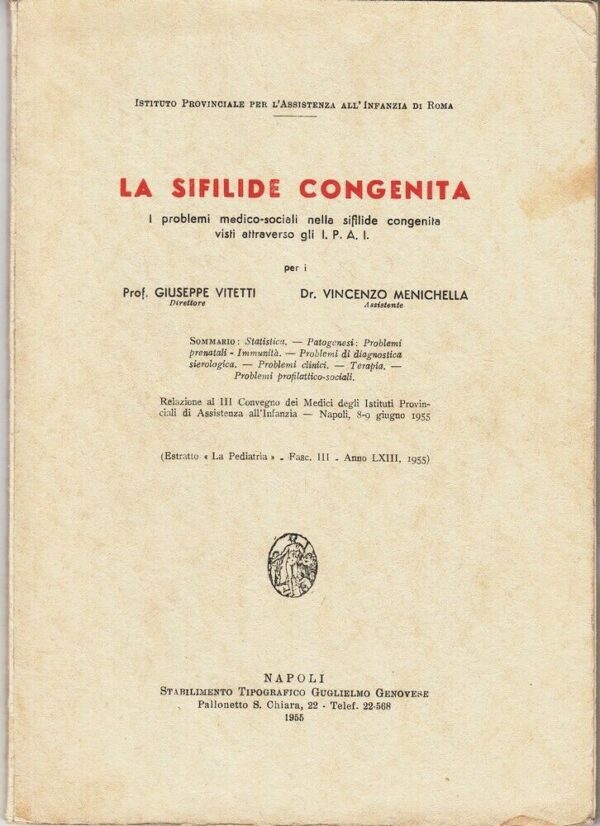 Istituto Provinciale per l'Assistenza all'Infanzia di Roma
LA SIFILIDE CONGENITA
I problemi medico-sociali nella sifilide congenita
visti attraverso gli I. P. A. I.
per i
Prof. GIUSEPPE VITETTI Dr. VINCENZO MENICHELLA
Direttore Assistente
Sommario: Statistica. — Patogenesi: Problemi
prenatali - Immunità. — Problemi di diagnostica
sierologica. — Problemi clinici. — Terapia. —
Problemi profilattico-sociali.
Relazione al III Convegno dei Medici degli Istituti Provin-
ciali di Assistenza all'Infanzia — Napoli, 8-9 giugno 1955
(Estratto « La Pediatria » - Fasc. III - Anno LXIII, 1955)
NAPOLI
Stabilimento Tipografico Guglielmo Genovese
Pallonetto S. Chiara, 22 - Telef. 22-568
1955